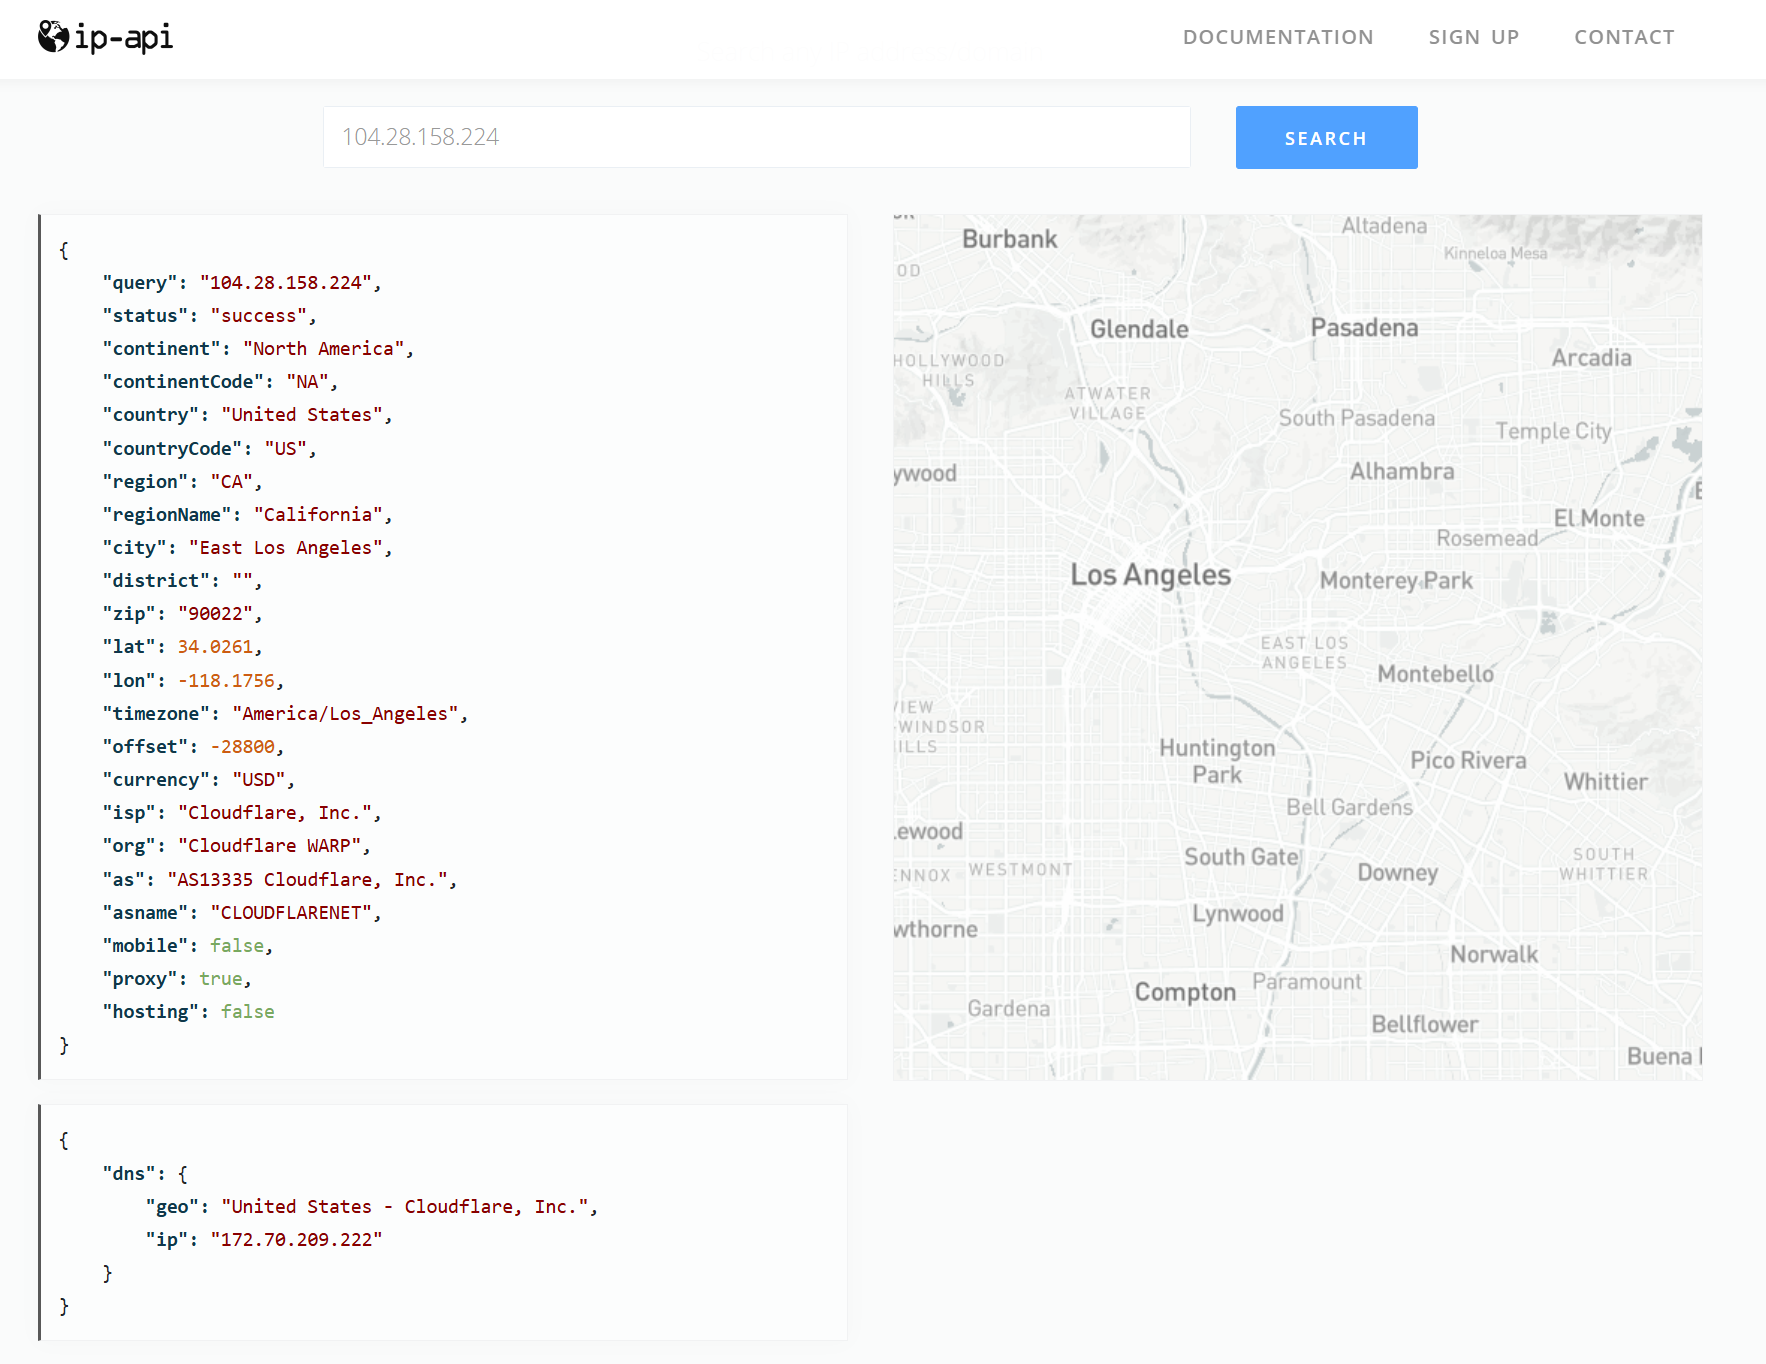 ip-api
DOCUMENTATION
SIGN UP
CONTACT
104.28.158.224
SEARCH
{
"query": "104.28.158.224",
"status": "success",
"continent": "North America",
"continentCode": "NA",
"country": "United States",
"countryCode": "US",
"region": "CA",
"regionName": "California",
"city": "East Los Angeles",
"district": "",
"zip": "90022",
"lat": 34.0261,
"lon": -118.1756,
"timezone": "America/Los_Angeles",
"offset": -28800,
"currency": "USD",
"isp": "Cloudflare, Inc.",
"org": "Cloudflare WARP",
"as": "AS13335 Cloudflare, Inc.",
"asname": "CLOUDFLARENET",
"mobile": false,
"proxy": true,
"hosting": false
}
Altadena
Burbank
Kinneloa Mesa
OD
Glendale
Pasadena
HOLLYWOOD
HILLS
Arcadia
ATWATER
VILLAGE
South Pasadena
Temple City
ywood
Alhambra
El Monte
Rosemead
Los Angeles
Monterey Park
EAST LOS
ANGELES
Montebello
VIEW
-WINDSOR
ILLS
Huntington
Park
Pico Rivera
Whittier
Bell Gardens
lewood
WESTMONT
South Gate
Downey
SOUTH
WHITTIER
ENNOX
Lynwood
wthorne
Norwalk
Paramount
Compton
Gardena
Bellflower
Buena
{
"dns": {
"geo": "United States - Cloudflare, Inc.",
"ip": "172.70.209.222"
}
}